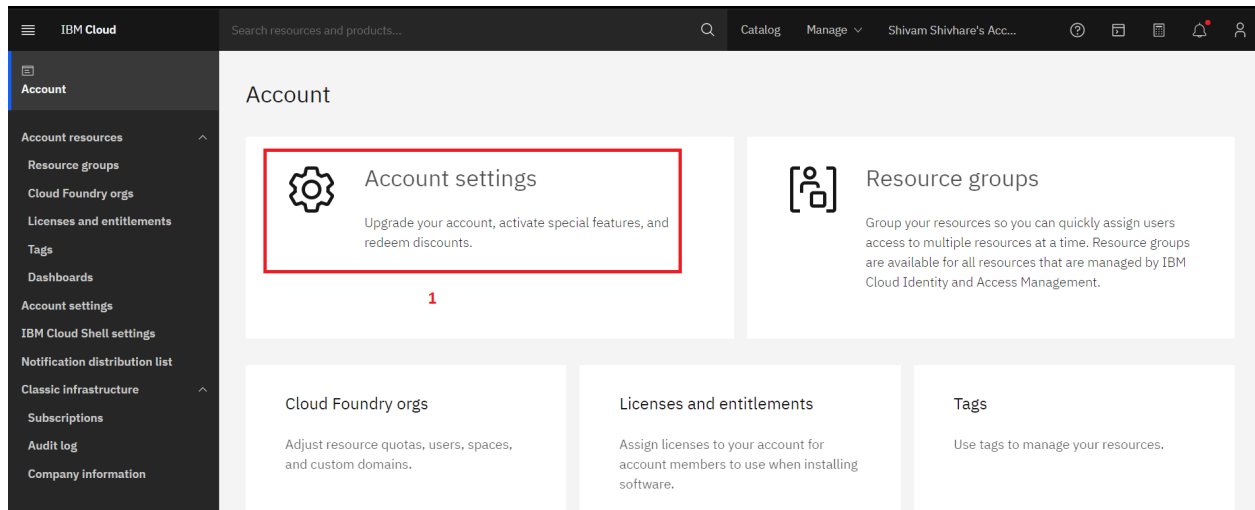 IBM Cloud
Search resources and products...
Catalog
Manage
Shivam Shivhare's Acc...
Account
Account resources
Resource groups
Cloud Foundry orgs
Licenses and entitlements
Tags
Dashboards
Account settings
IBM Cloud Shell settings
Notification distribution list
Classic infrastructure
Subscriptions
Audit log
Company information
Account
Account settings
Upgrade your account, activate special features, and
redeem discounts.
1
Resource groups
Group your resources so you can quickly assign users
access to multiple resources at a time. Resource groups
are available for all resources that are managed by IBM
Cloud Identity and Access Management.
Cloud Foundry orgs
Adjust resource quotas, users, spaces,
and custom domains.
Licenses and entitlements
Assign licenses to your account for
account members to use when installing
software.
Tags
Use tags to manage your resources.